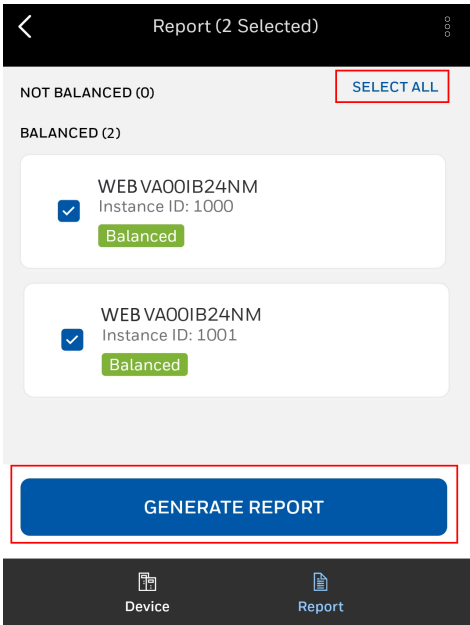 Report (2 Selected)
NOT BALANCED (0)
SELECT ALL
BALANCED (2)
WEB VA00IB24NM
Instance ID: 1000
Balanced
WEB VA00IB24NM
Instance ID: 1001
Balanced
GENERATE REPORT
Device
Report